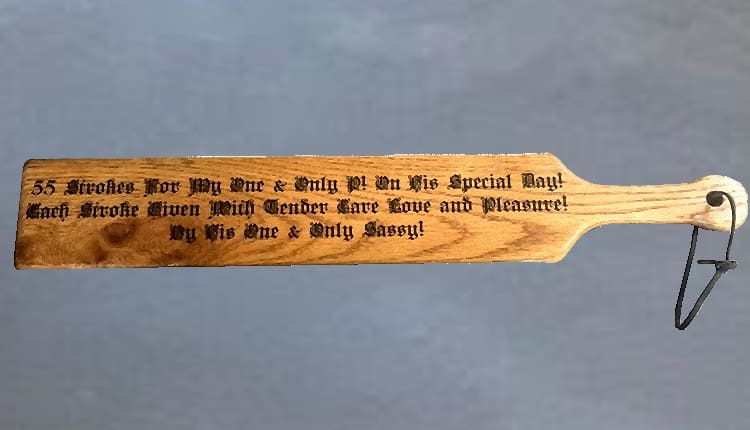 55 Strokes For My One & Only P! On His Special Day!
Each Stroke Given With Tender Care Love and Pleasure!
By His One & Only Sassy!